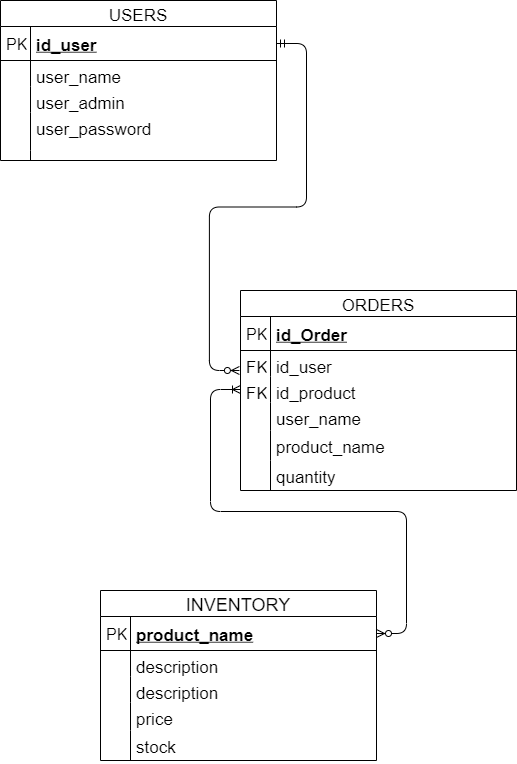 USERS
PK id_user
user_name
user_admin
user_password
ORDERS
PK id_Order
FK id_user
FK id_product
user_name
product_name
quantity
INVENTORY
PK product_name
description
description
price
stock